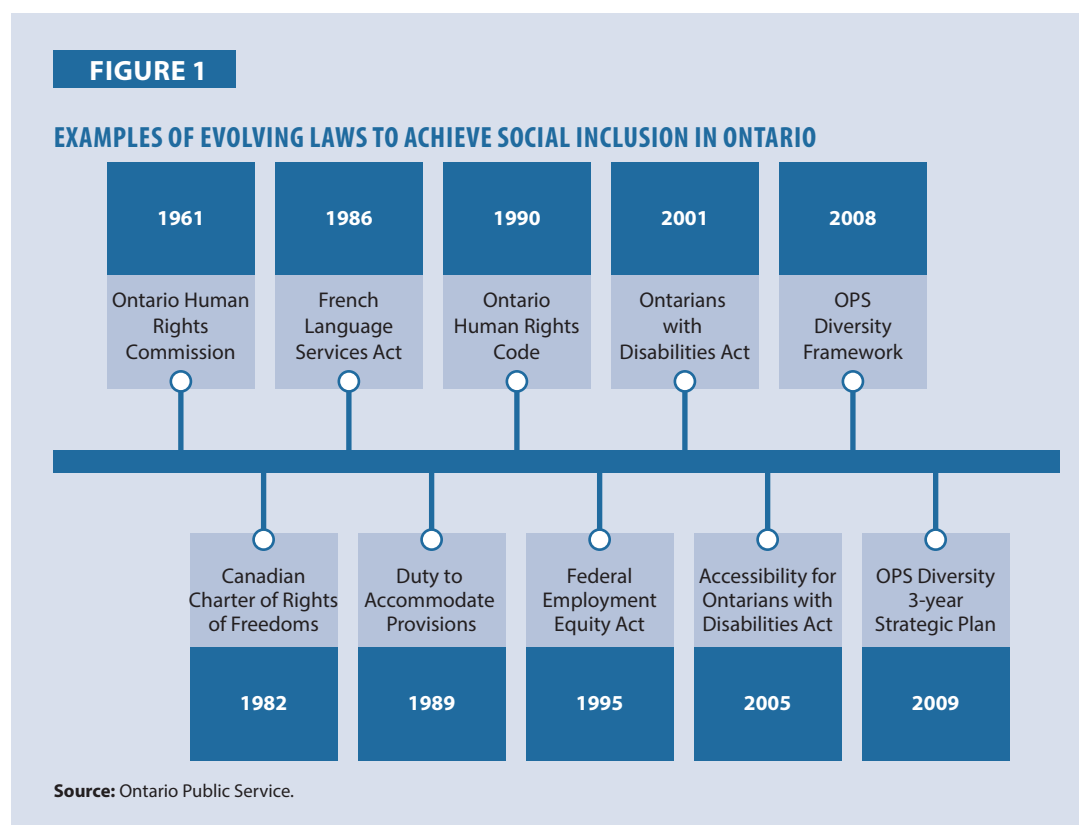 FIGURE 1
EXAMPLES OF EVOLVING LAWS TO ACHIEVE SOCIAL INCLUSION IN ONTARIO
1961
Ontario Human
Rights
Commission
1986
French
Language
Services Act
1990
Ontario
Human Rights
Code
2001
Ontarians
with
Disabilities Act
2008
OPS
Diversity
Framework
Canadian
Charter of Rights
of Freedoms
1982
Duty to
Accommodate
Provisions
1989
Federal
Employment
Equity Act
1995
Accessibility for
Ontarians with
Disabilities Act
2005
OPS Diversity
3-year
Strategic Plan
2009
Source: Ontario Public Service.